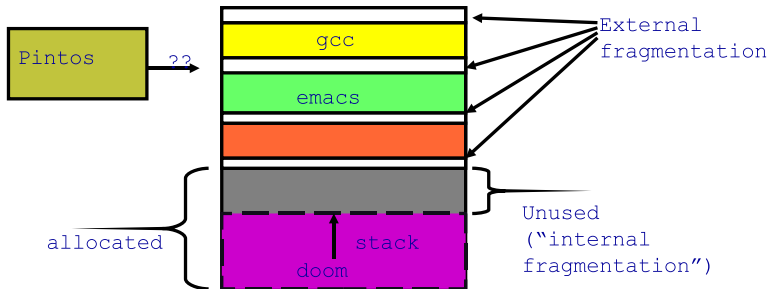 External
fragmentation
gcc
Pintos
??
emacs
Unused
(“internal
fragmentation”)
allocated
stack
doom